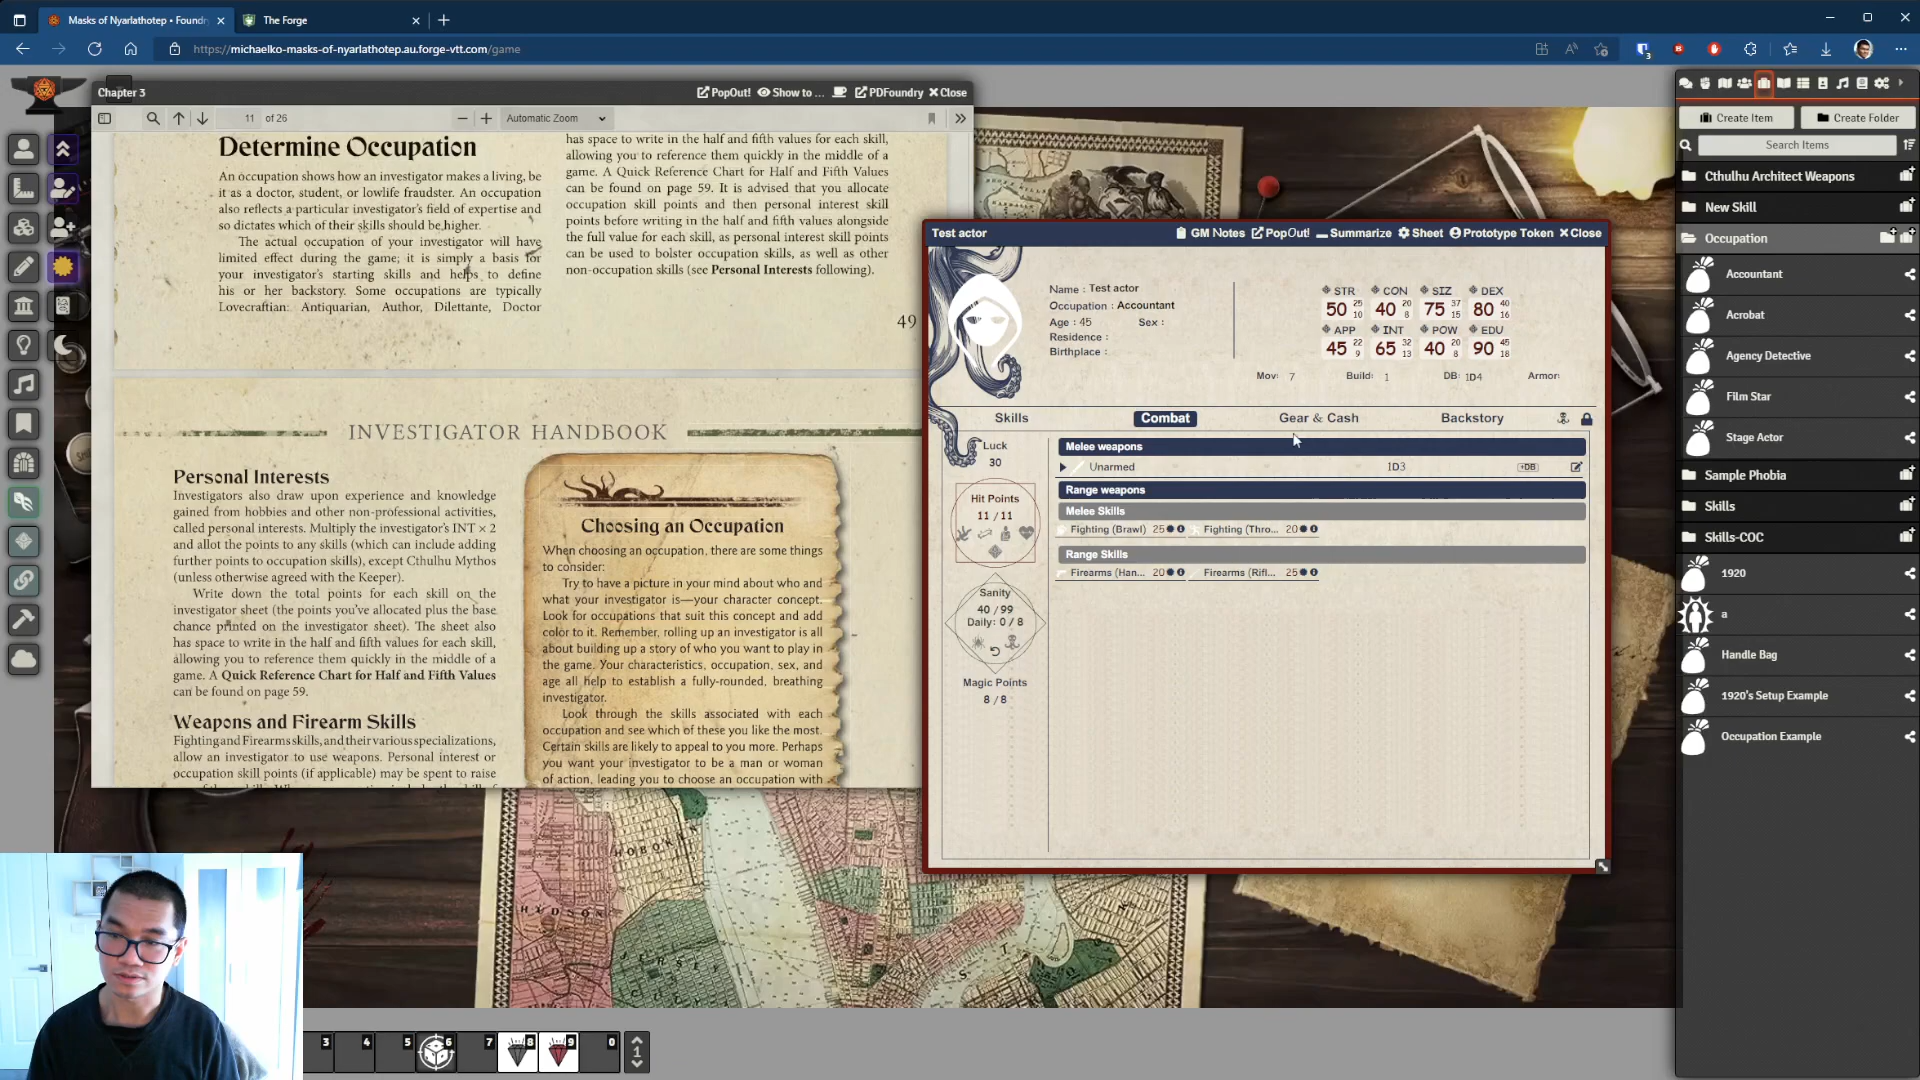 Masks of Nyarlathotep • Foundr
The Forge
https://michaelko-masks-of-nyarlathotep.au.forge-vtt.com/game
Chapter 3
PopOut!
Show to ...
PDFoundry
Close
11
of 26
Automatic Zoom
Determine Occupation
An occupation shows how an investigator makes a living, be
it as a doctor, student, or lowlife fraudster. An occupation
also reflects a particular investigator's field of expertise and
so dictates which of their skills should be higher.
The actual occupation of your investigator will have
limited effect during the game; it is simply a basis for
your investigator's starting skills and helps to define
his or her backstory. Some occupations are typically
Lovecraftian: Antiquarian, Author, Dilettante, Doctor
has space to write in the half and fifth values for each skill,
allowing you to reference them quickly in the middle of a
game. A Quick Reference Chart for Half and Fifth Values
can be found on page 59. It is advised that you allocate
occupation skill points and then personal interest skill
points before writing in the half and fifth values alongside
the full value for each skill, as personal interest skill points
can be used to bolster occupation skills, as well as other
non-occupation skills (see Personal Interests following).
49
INVESTIGATOR HANDBOOK
Personal Interests
Investigators also draw upon experience and knowledge
gained from hobbies and other non-professional activities,
called personal interests. Multiply the investigator's INT × 2
and allot the points to any skills (which can include adding
further points to occupation skills), except Cthulhu Mythos
(unless otherwise agreed with the Keeper).
Write down the total points for each skill on the
investigator sheet (the points you've allocated plus the base
chance printed on the investigator sheet). The sheet also
has space to write in the half and fifth values for each skill,
allowing you to reference them quickly in the middle of a
game. A Quick Reference Chart for Half and Fifth Values
can be found on page 59.
Weapons and Firearm Skills
Fighting and Firearms skills, and their various specializations,
allow an investigator to use weapons. Personal interest or
occupation skill points (if applicable) may be spent to raise
Choosing an Occupation
When choosing an occupation, there are some things
to consider:
Try to have a picture in your mind about who and
what your investigator is—your character concept.
Look for occupations that suit this concept and add
color to it. Remember, rolling up an investigator is all
about building up a story of who you want to play in
the game. Your characteristics, occupation, sex, and
age all help to establish a fully-rounded, breathing
investigator.
Look through the skills associated with each
occupation and see which of these you like the most.
Certain skills are likely to appeal to you more. Perhaps
you want your investigator to be a man or woman
of action, leading you to choose an occupation with
Test actor
GM Notes
PopOut!
Summarize
Sheet
Prototype Token
Close
Name : Test actor
Occupation : Accountant
Age : 45 Sex :
Residence :
Birthplace :
STR CON SIZ DEX
50 25 10 40 20 8 75 37 15 80 40 16
APP INT POW EDU
45 22 9 65 32 13 40 20 8 90 45 18
Mov: 7 Build: 1 DB: 1D4 Armor:
Skills Combat Gear & Cash Backstory
Luck
30
Hit Points
11 / 11
Sanity
40 / 99
Daily: 0 / 8
Magic Points
8 / 8
Melee weapons
Unarmed 1D3 +DB
Range weapons
Melee Skills
Fighting (Brawl) 25 Fighting (Thro... 20
Range Skills
Firearms (Han... 20 Firearms (Rifl... 25
Create Item
Create Folder
Search Items
Cthulhu Architect Weapons
New Skill
Occupation
Accountant
Acrobat
Agency Detective
Film Star
Stage Actor
Sample Phobia
Skills
Skills-COC
1920
a
Handle Bag
1920's Setup Example
Occupation Example
HOBOKEN
HUDSON
JERSEY
3 4 5 6 7 8 9 0
1